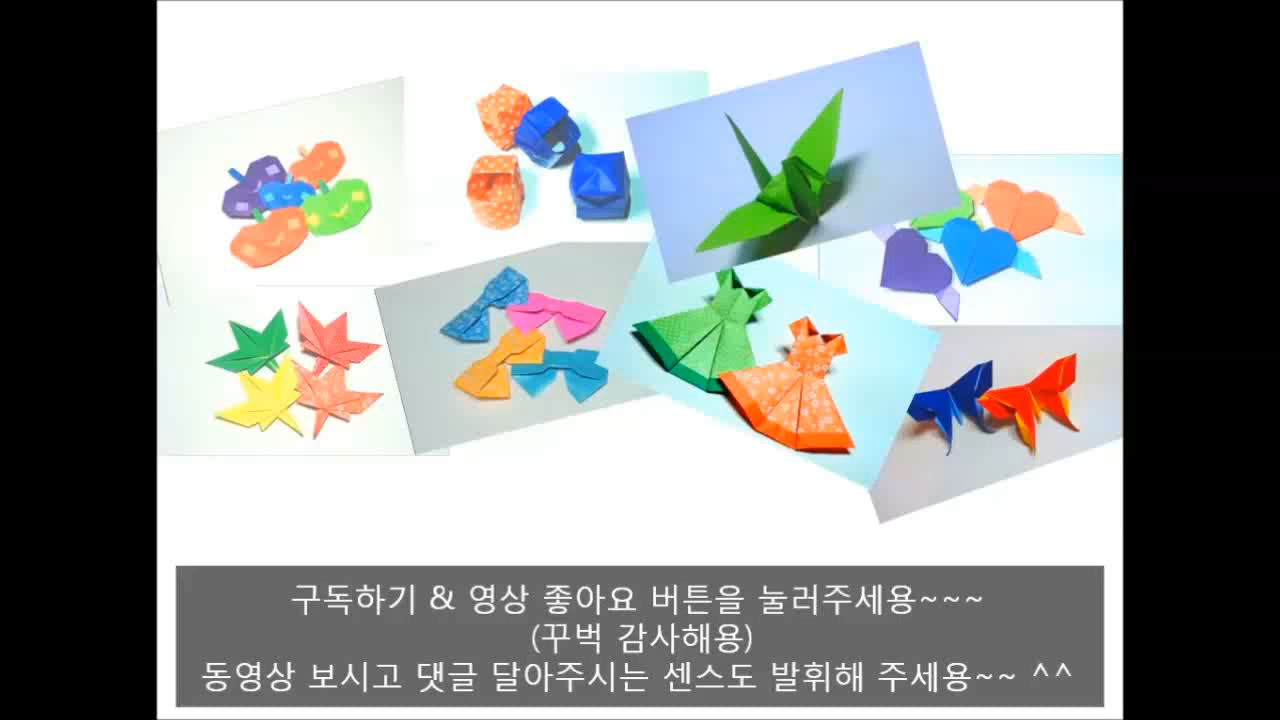 구독하기 & 영상 좋아요 버튼을 눌러주세용~~~
(꾸벅 감사해용)
동영상 보시고 댓글 달아주시는 센스도 발휘해 주세용~~ ^^